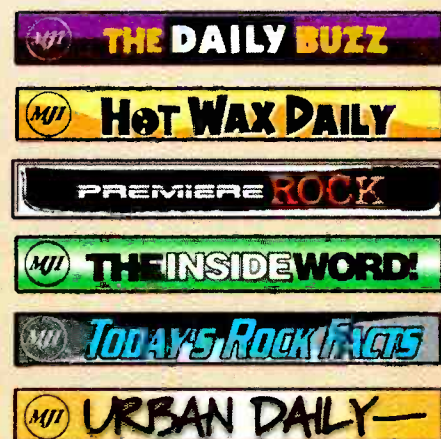 MJI THE DAILY BUZZ
MJI HOT WAX DAILY
PREMIERE ROCK
MJI THE INSIDE WORD!
MJI TODAY'S ROCK FACTS
MJI URBAN DAILY—